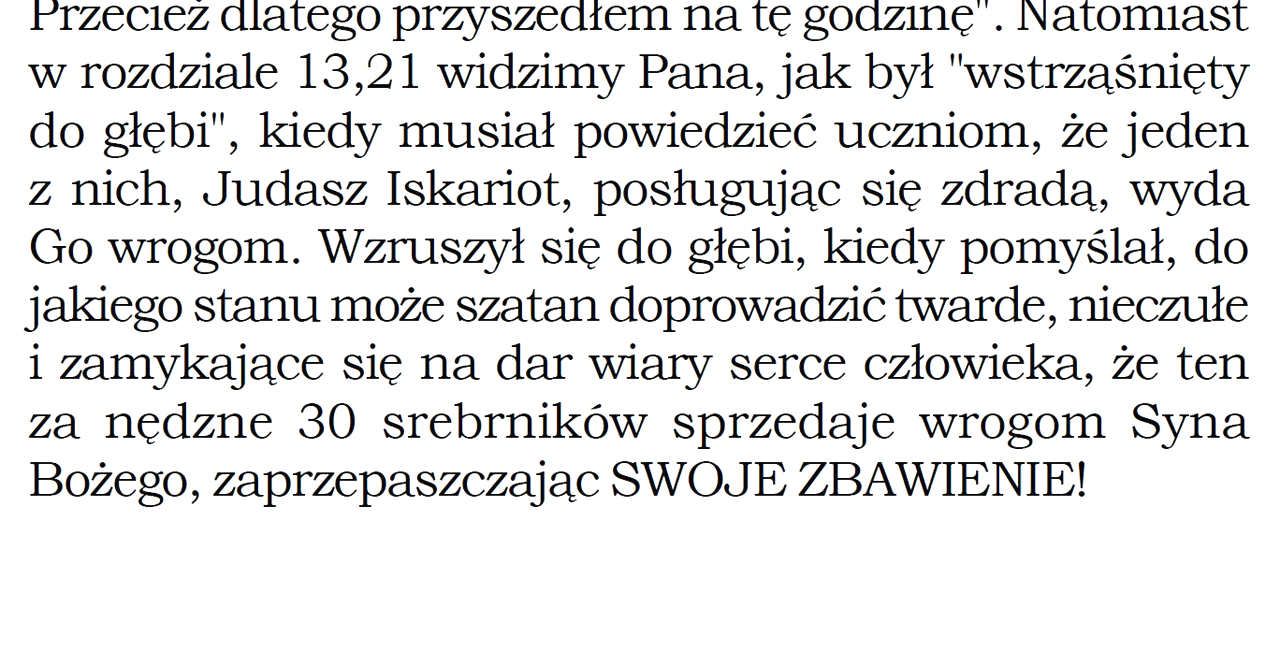 Przecież dlatego przyszedłem na tę godzinę". Natomiast
w rozdziale 13,21 widzimy Pana, jak był "wstrząśnięty
do głębi", kiedy musiał powiedzieć uczniom, że jeden
z nich, Judasz Iskariot, posługując się zdradą, wyda
Go wrogom. Wzruszył się do głębi, kiedy pomyślał, do
jakiego stanu może szatan doprowadzić twarde, nieczułe
i zamykające się na dar wiary serce człowieka, że ten
za nędzne 30 srebrników sprzedaje wrogom Syna
Bożego, zaprzepaszczając SWOJE ZBAWIENIE!